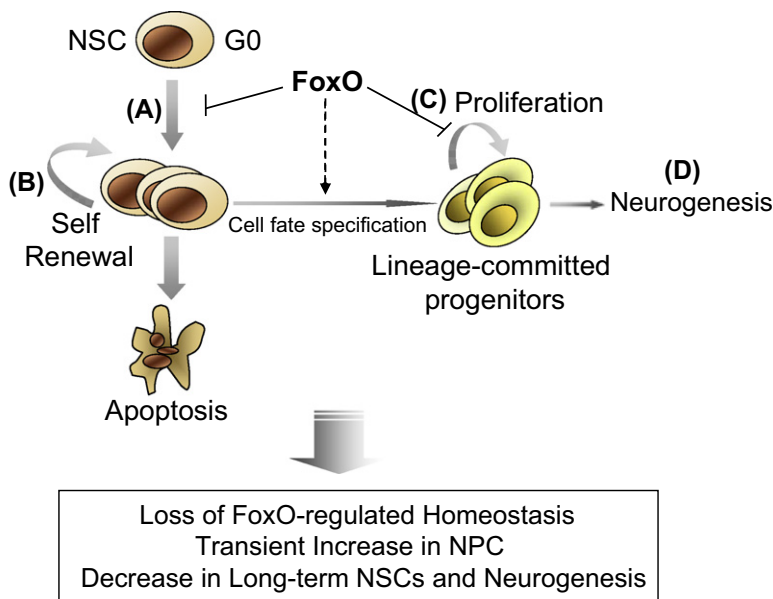 NSC G0
FoxO
(A)
(C) Proliferation
(B)
Self
Renewal
Cell fate specification
(D)
Neurogenesis
Lineage-committed
progenitors
Apoptosis
Loss of FoxO-regulated Homeostasis
Transient Increase in NPC
Decrease in Long-term NSCs and Neurogenesis